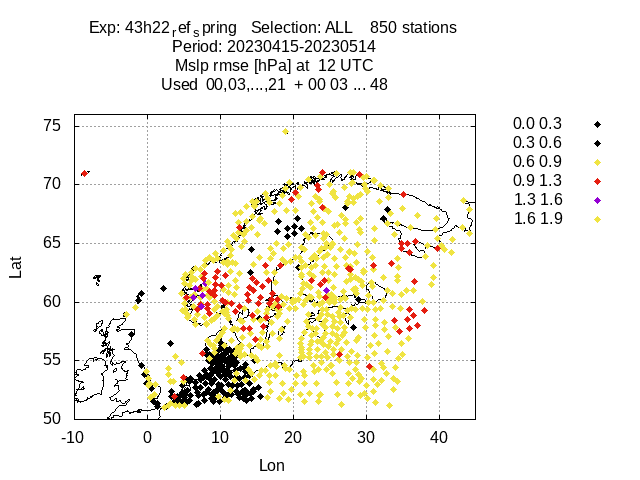 Exp: 43h22ref_spring Selection: ALL 850 stations
Period: 20230415-20230514
Mslp rmse [hPa] at 12 UTC
Used 00,03,...,21 + 00 03 ... 48
0.0 0.3
0.3 0.6
0.6 0.9
0.9 1.3
1.3 1.6
1.6 1.9
75
70
65
60
55
50
Lat
-10 0 10 20 30 40
Lon